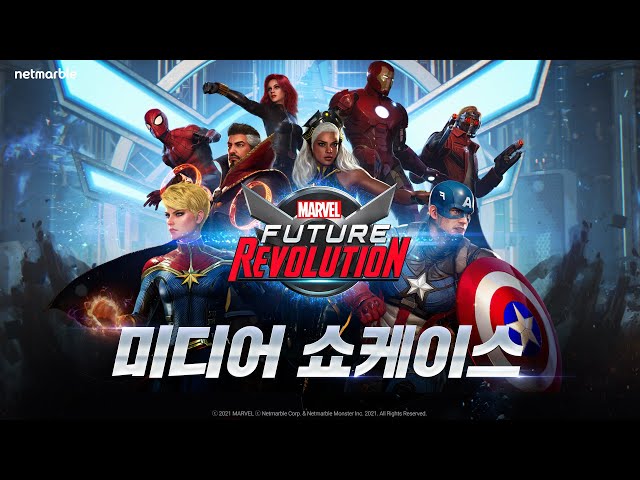 netmarble
MARVEL
FUTURE
REVOLUTION
미디어 쇼케이스
ⓒ 2021 MARVEL ⓒ Netmarble Corp. & Netmarble Monster Inc. 2021. All Rights Reserved.